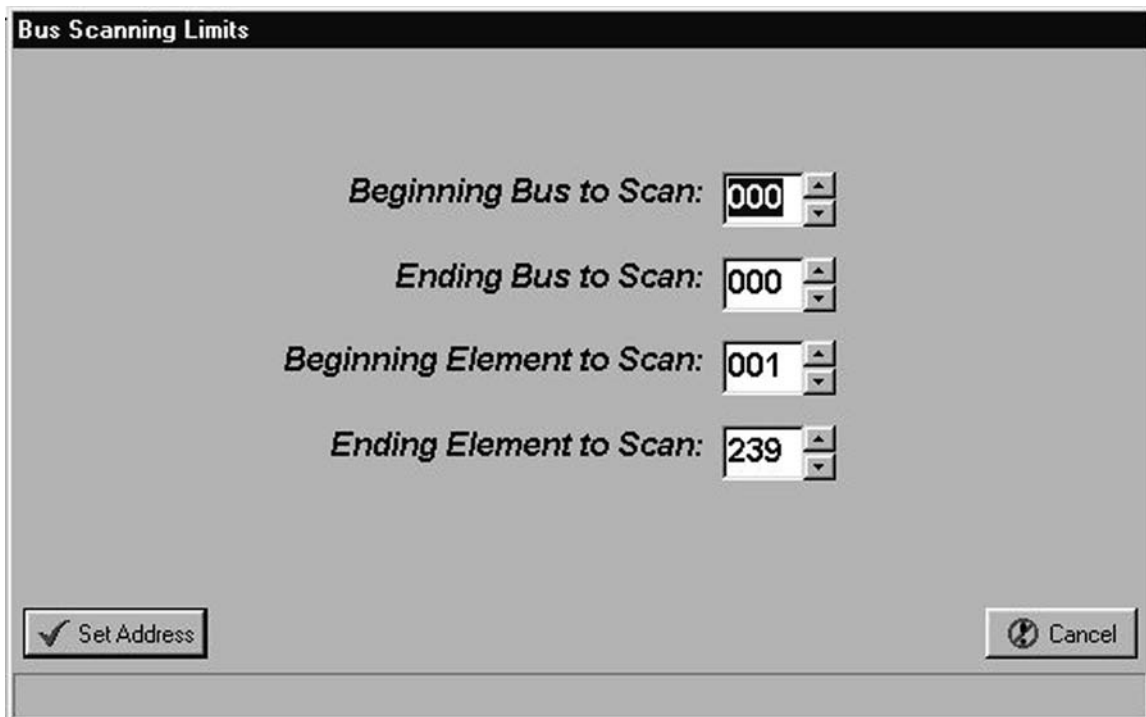 Bus Scanning Limits
Beginning Bus to Scan: 000
Ending Bus to Scan: 000
Beginning Element to Scan: 001
Ending Element to Scan: 239
Set Address Cancel